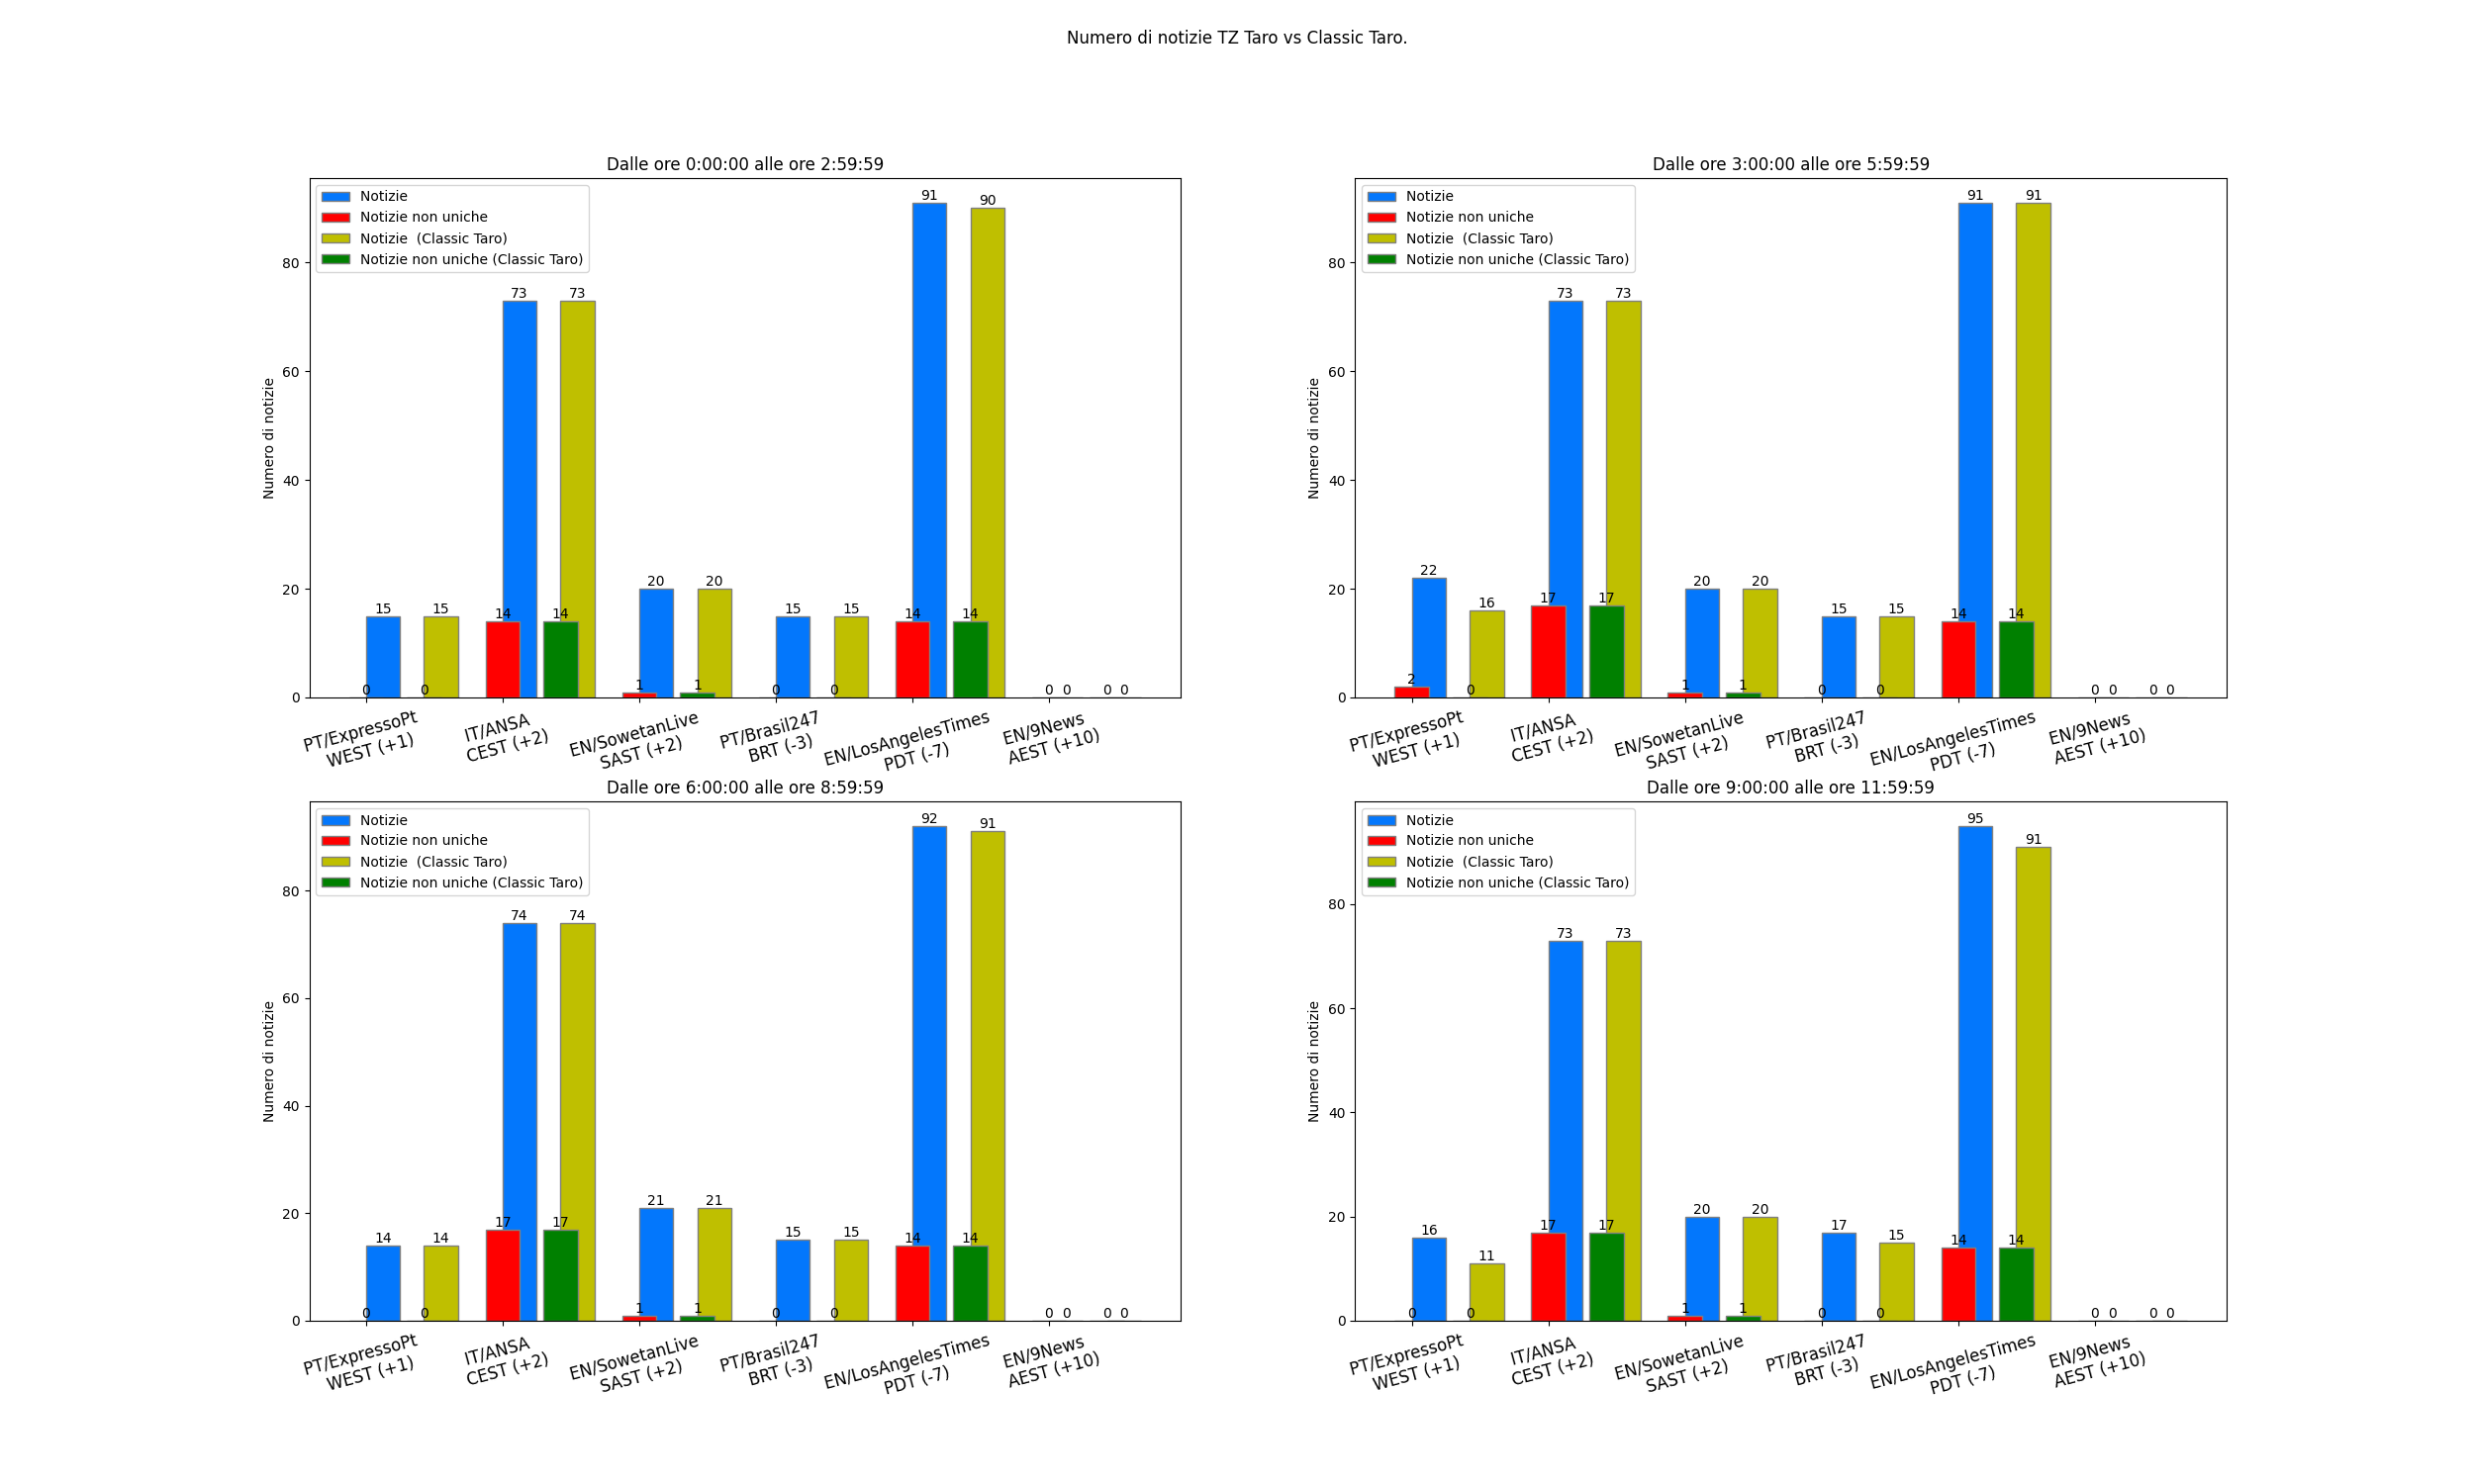 Numero di notizie TZ Taro vs Classic Taro.
Dalle ore 0:00:00 alle ore 2:59:59
Notizie
Notizie non uniche
Notizie (Classic Taro)
Notizie non uniche (Classic Taro)
Numero di notizie
80
60
40
20
0
15 15 73 73 20 20 15 15 91 90
0 0 14 14 1 1 0 0 14 14 0 0 0 0
PT/ExpressoPt
WEST (+1)
IT/ANSA
CEST (+2)
EN/SowetanLive
SAST (+2)
PT/Brasil247
BRT (-3)
EN/LosAngelesTimes
PDT (-7)
EN/9News
AEST (+10)
Dalle ore 3:00:00 alle ore 5:59:59
Notizie
Notizie non uniche
Notizie (Classic Taro)
Notizie non uniche (Classic Taro)
Numero di notizie
80
60
40
20
0
22 16 73 73 20 20 15 15 91 91
2 0 17 17 1 1 0 0 14 14 0 0 0 0
PT/ExpressoPt
WEST (+1)
IT/ANSA
CEST (+2)
EN/SowetanLive
SAST (+2)
PT/Brasil247
BRT (-3)
EN/LosAngelesTimes
PDT (-7)
EN/9News
AEST (+10)
Dalle ore 6:00:00 alle ore 8:59:59
Notizie
Notizie non uniche
Notizie (Classic Taro)
Notizie non uniche (Classic Taro)
Numero di notizie
80
60
40
20
0
14 14 74 74 21 21 15 15 92 91
0 0 17 17 1 1 0 0 14 14 0 0 0 0
PT/ExpressoPt
WEST (+1)
IT/ANSA
CEST (+2)
EN/SowetanLive
SAST (+2)
PT/Brasil247
BRT (-3)
EN/LosAngelesTimes
PDT (-7)
EN/9News
AEST (+10)
Dalle ore 9:00:00 alle ore 11:59:59
Notizie
Notizie non uniche
Notizie (Classic Taro)
Notizie non uniche (Classic Taro)
Numero di notizie
80
60
40
20
0
16 11 73 73 20 20 17 15 95 91
0 0 17 17 1 1 0 0 14 14 0 0 0 0
PT/ExpressoPt
WEST (+1)
IT/ANSA
CEST (+2)
EN/SowetanLive
SAST (+2)
PT/Brasil247
BRT (-3)
EN/LosAngelesTimes
PDT (-7)
EN/9News
AEST (+10)